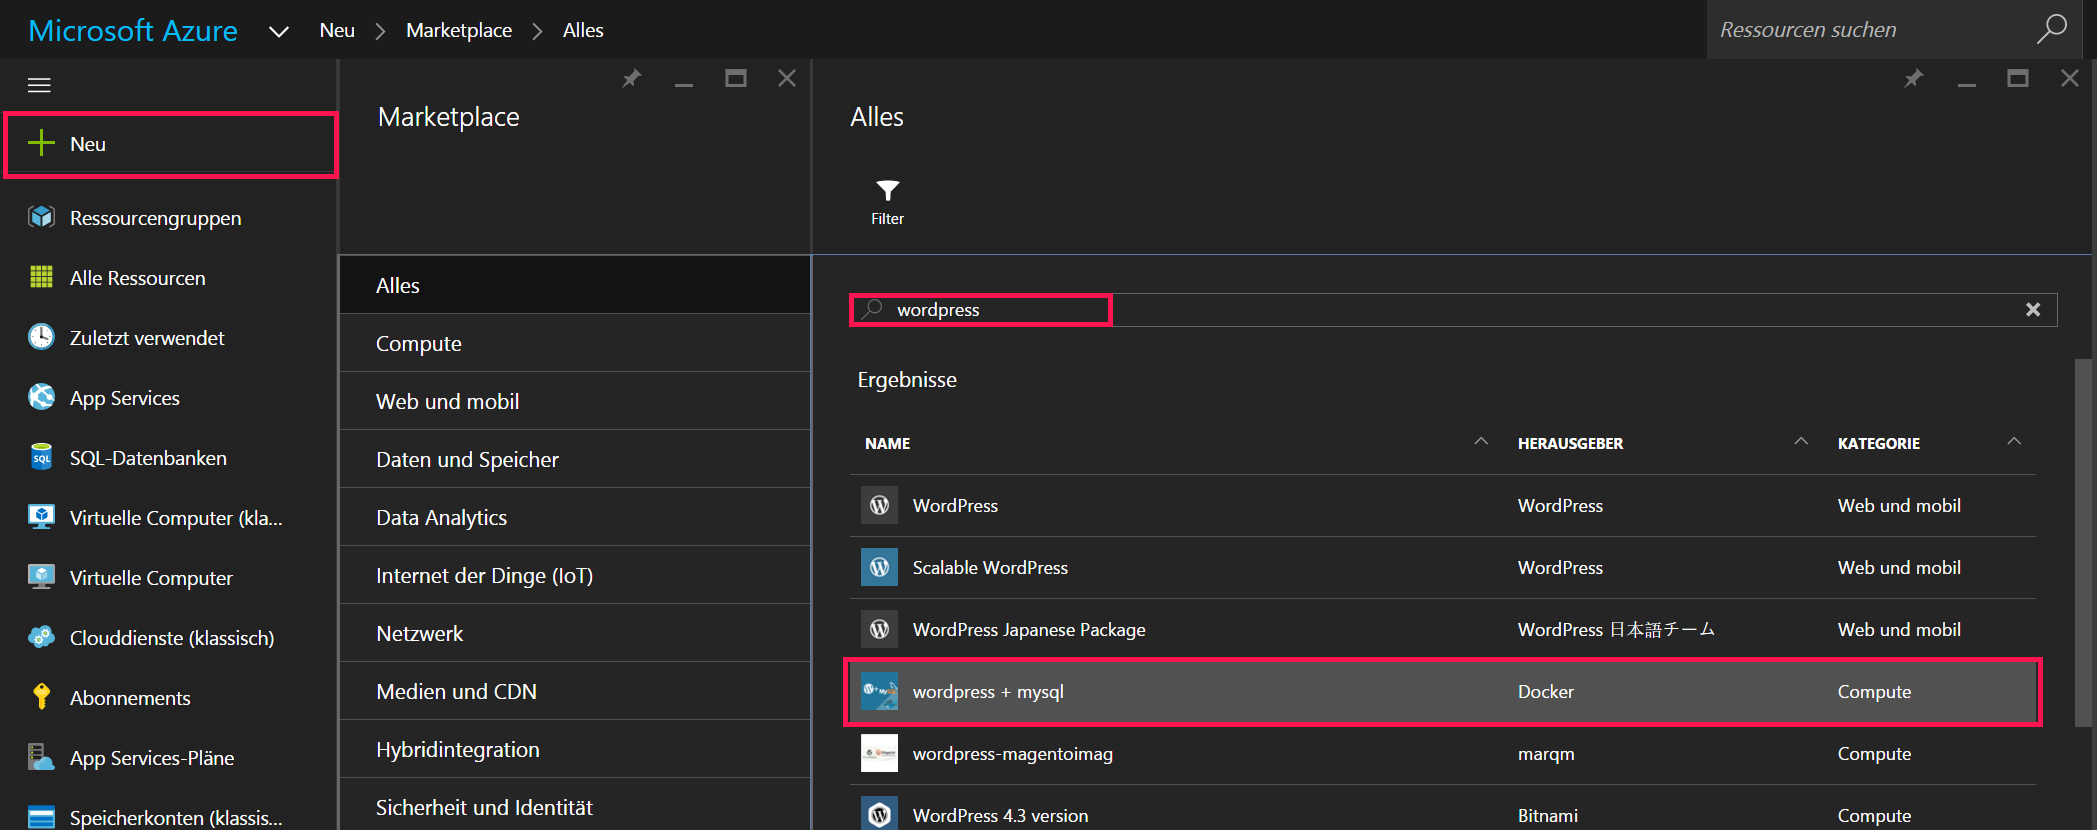 Microsoft Azure
Neu
Marketplace
Alles
Ressourcen suchen
Neu
Ressourcengruppen
Alle Ressourcen
Zuletzt verwendet
App Services
SQL-Datenbanken
Virtuelle Computer (kla...
Virtuelle Computer
Clouddienste (klassisch)
Abonnements
App Services-Pläne
Speicherkonten (klassis...
Marketplace
Alles
Compute
Web und mobil
Daten und Speicher
Data Analytics
Internet der Dinge (IoT)
Netzwerk
Medien und CDN
Hybridintegration
Sicherheit und Identität
Alles
Filter
wordpress
Ergebnisse
NAME HERAUSGEBER KATEGORIE
WordPress WordPress Web und mobil
Scalable WordPress WordPress Web und mobil
WordPress Japanese Package WordPress 日本語チーム Web und mobil
wordpress + mysql Docker Compute
wordpress-magentoimag marqm Compute
WordPress 4.3 version Bitnami Compute